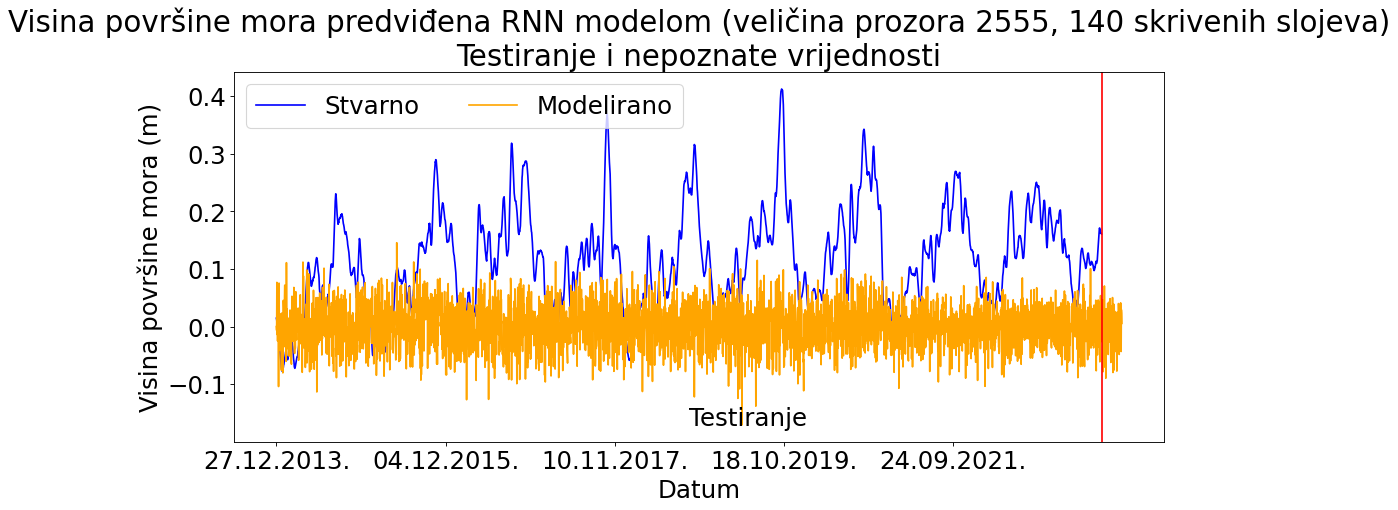 Visina površine mora predviđena RNN modelom (veličina prozora 2555, 140 skrivenih slojeva)
Testiranje i nepoznate vrijednosti
Stvarno Modelirano
Visina površine mora (m)
0.4
0.3
0.2
0.1
0.0
−0.1
Testiranje
27.12.2013. 04.12.2015. 10.11.2017. 18.10.2019. 24.09.2021.
Datum